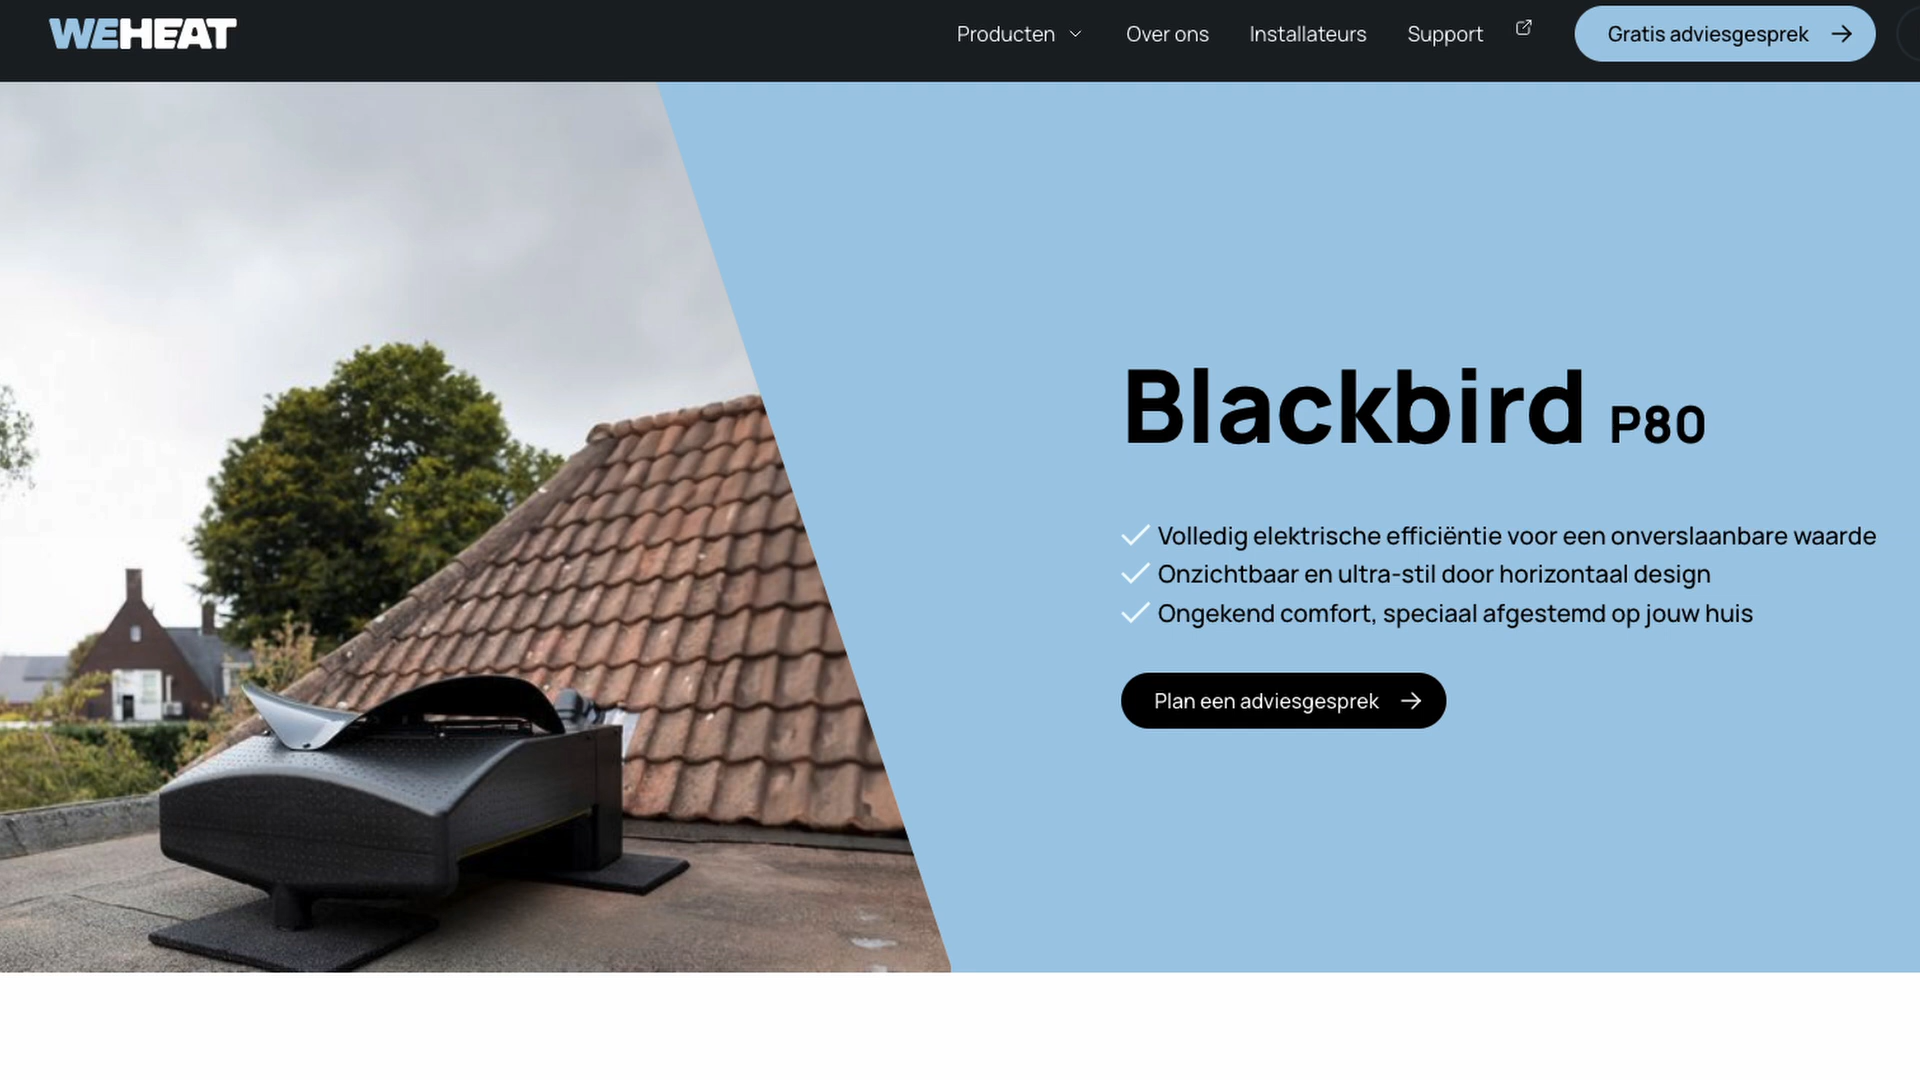 WEHEAT
Producten
Over ons
Installateurs
Support
Gratis adviesgesprek
Blackbird P80
Volledig elektrische efficiëntie voor een onverslaanbare waarde
Onzichtbaar en ultra-stil door horizontaal design
Ongekend comfort, speciaal afgestemd op jouw huis
Plan een adviesgesprek